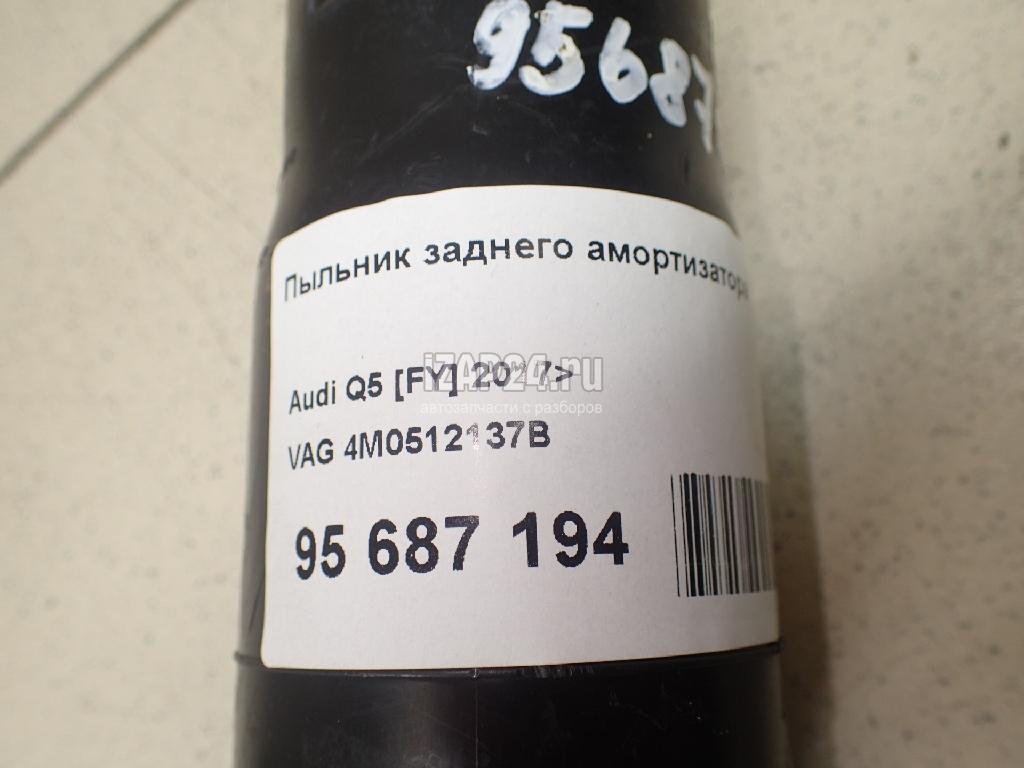 95687
Пыльник заднего амортизатора
Audi Q5 [FY] 2017>
iZAP24.ru
автозапчасти с разборов
VAG 4M0512137B
95 687 194